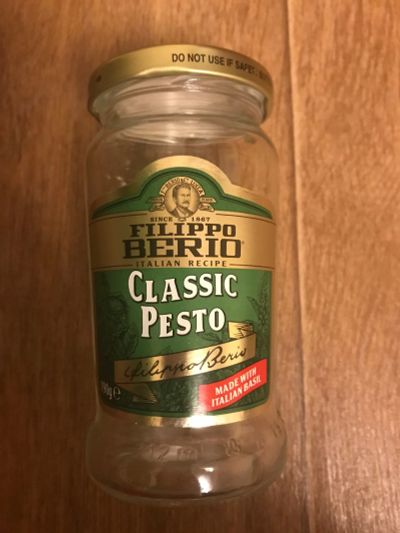 DO NOT USE IF SAFET
SINCE 1867
FILIPPO
BERIO
ITALIAN RECIPE
CLASSIC
PESTO
Filippo Berio
MADE WITH
ITALIAN BASIL
190g℮